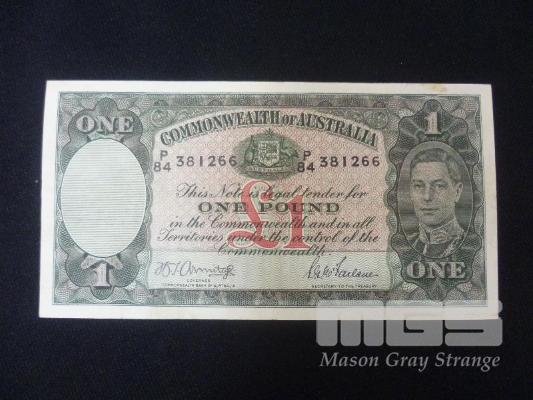 ONE
COMMONWEALTH OF AUSTRALIA
1
P/84 381266 P/84 381266
This Note is legal tender for
ONE POUND
£1
in the Commonwealth and in all
Territories under the control of the
Commonwealth.
1
H.T. Armitage
GOVERNOR
COMMONWEALTH BANK OF AUSTRALIA
SECRETARY TO THE TREASURY
ONE
MGS
Mason Gray Strange